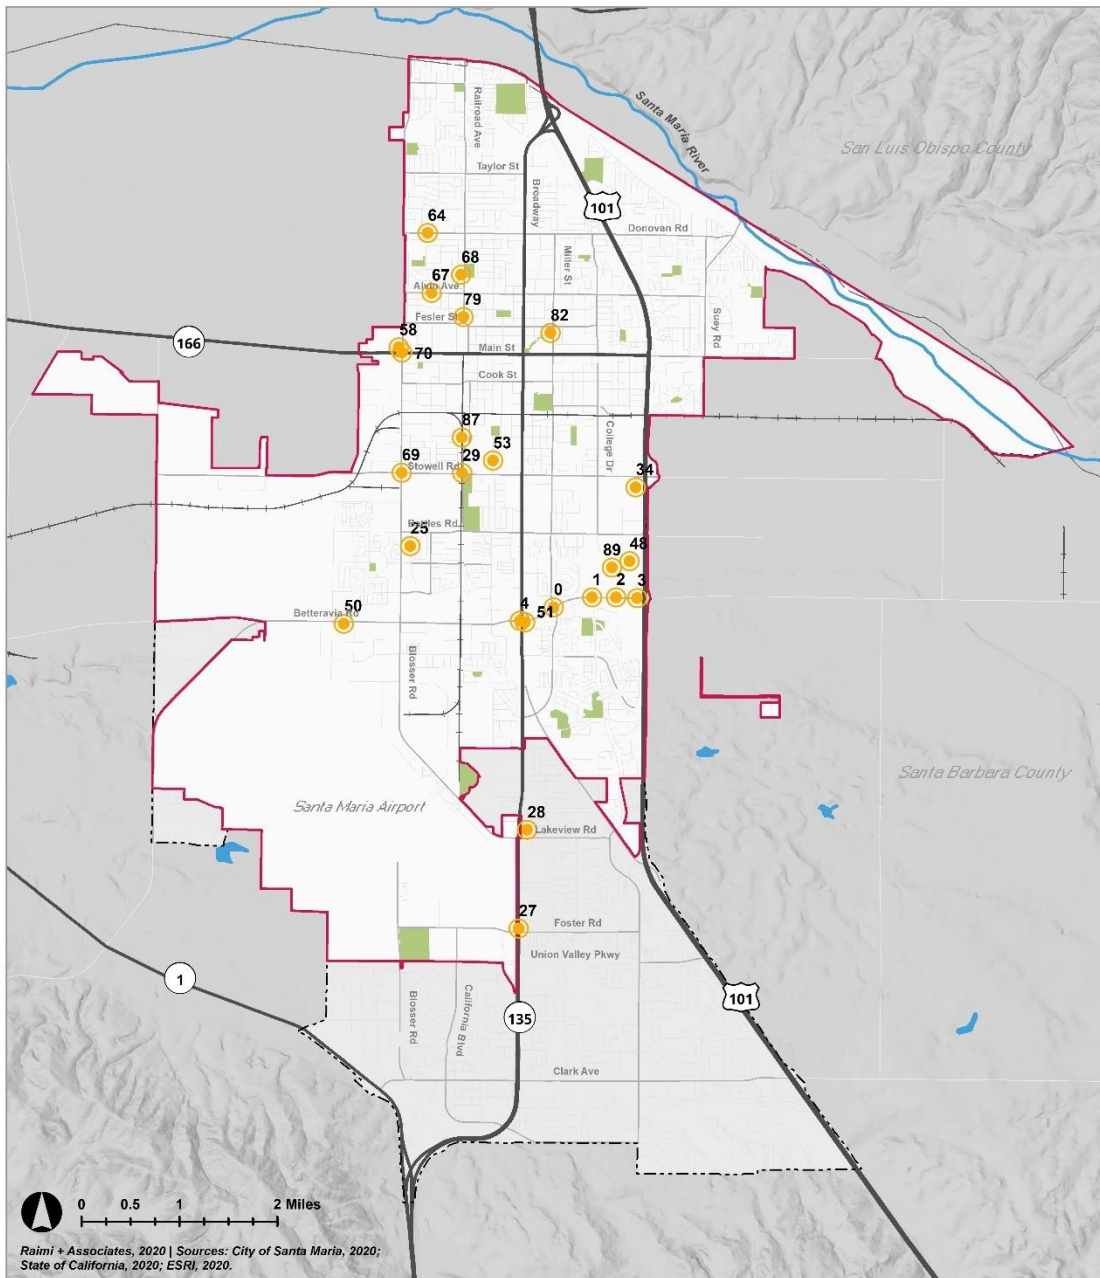 Santa Maria River
San Luis Obispo County
Railroad Ave
Taylor St
Broadway
101
Donovan Rd
64
Miller St
68
67
Alvin Ave
79
Fesler St
82
Suey Rd
166
58
70
Main St
Cook St
87
53
College Dr
69
29
Stowell Rd
34
25
Battles Rd
89
48
50
Betteravia Rd
4
51
0
1
2
3
Blosser Rd
Santa Barbara County
Santa Maria Airport
28
Lakeview Rd
27
Foster Rd
Union Valley Pkwy
1
101
Blosser Rd
California Blvd
135
Clark Ave
0 0.5 1 2 Miles
Raimi + Associates, 2020 | Sources: City of Santa Maria, 2020;
State of California, 2020; ESRI, 2020.